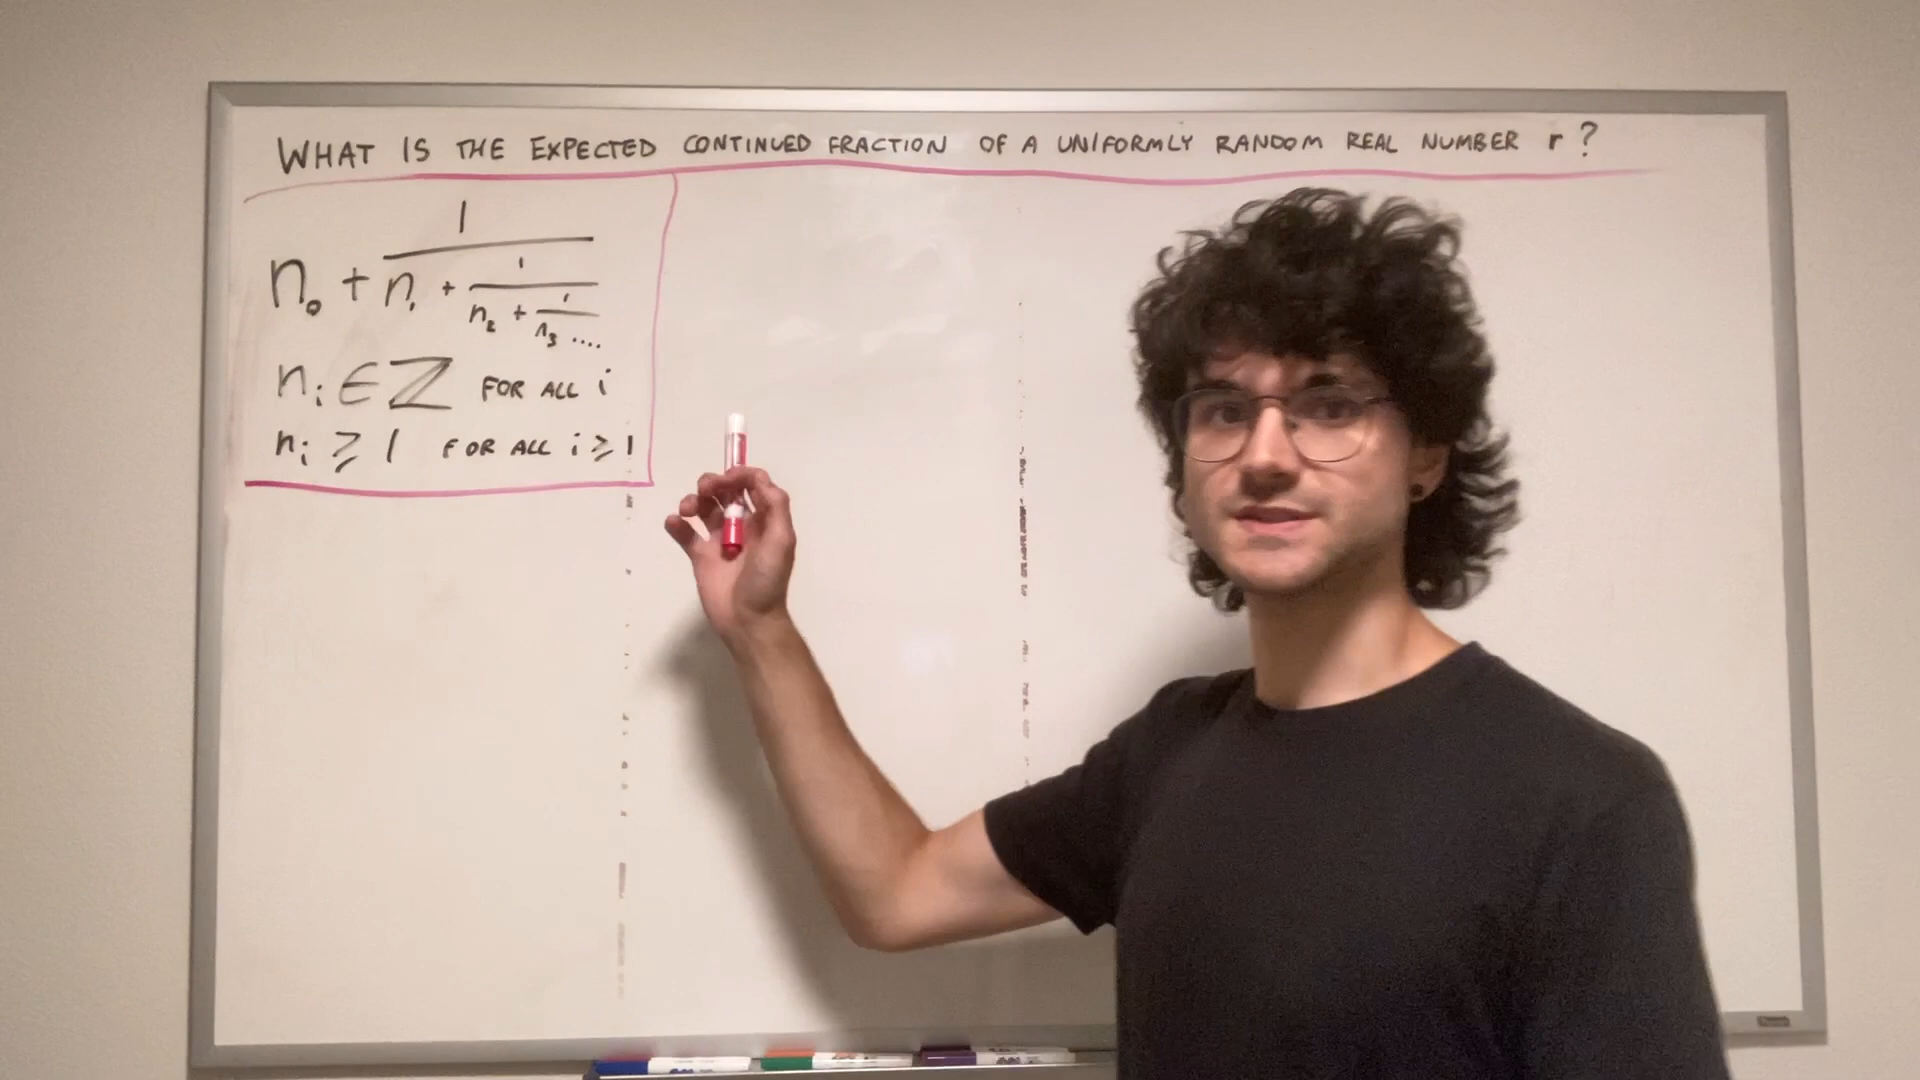 WHAT IS THE EXPECTED CONTINUED FRACTION OF A UNIFORMLY RANDOM REAL NUMBER r?
1
n₀ + n₁ + 1
n₂ + 1
n₃ ....
nᵢ ∈ ℤ FOR ALL i
nᵢ ≥ 1 FOR ALL i ≥ 1